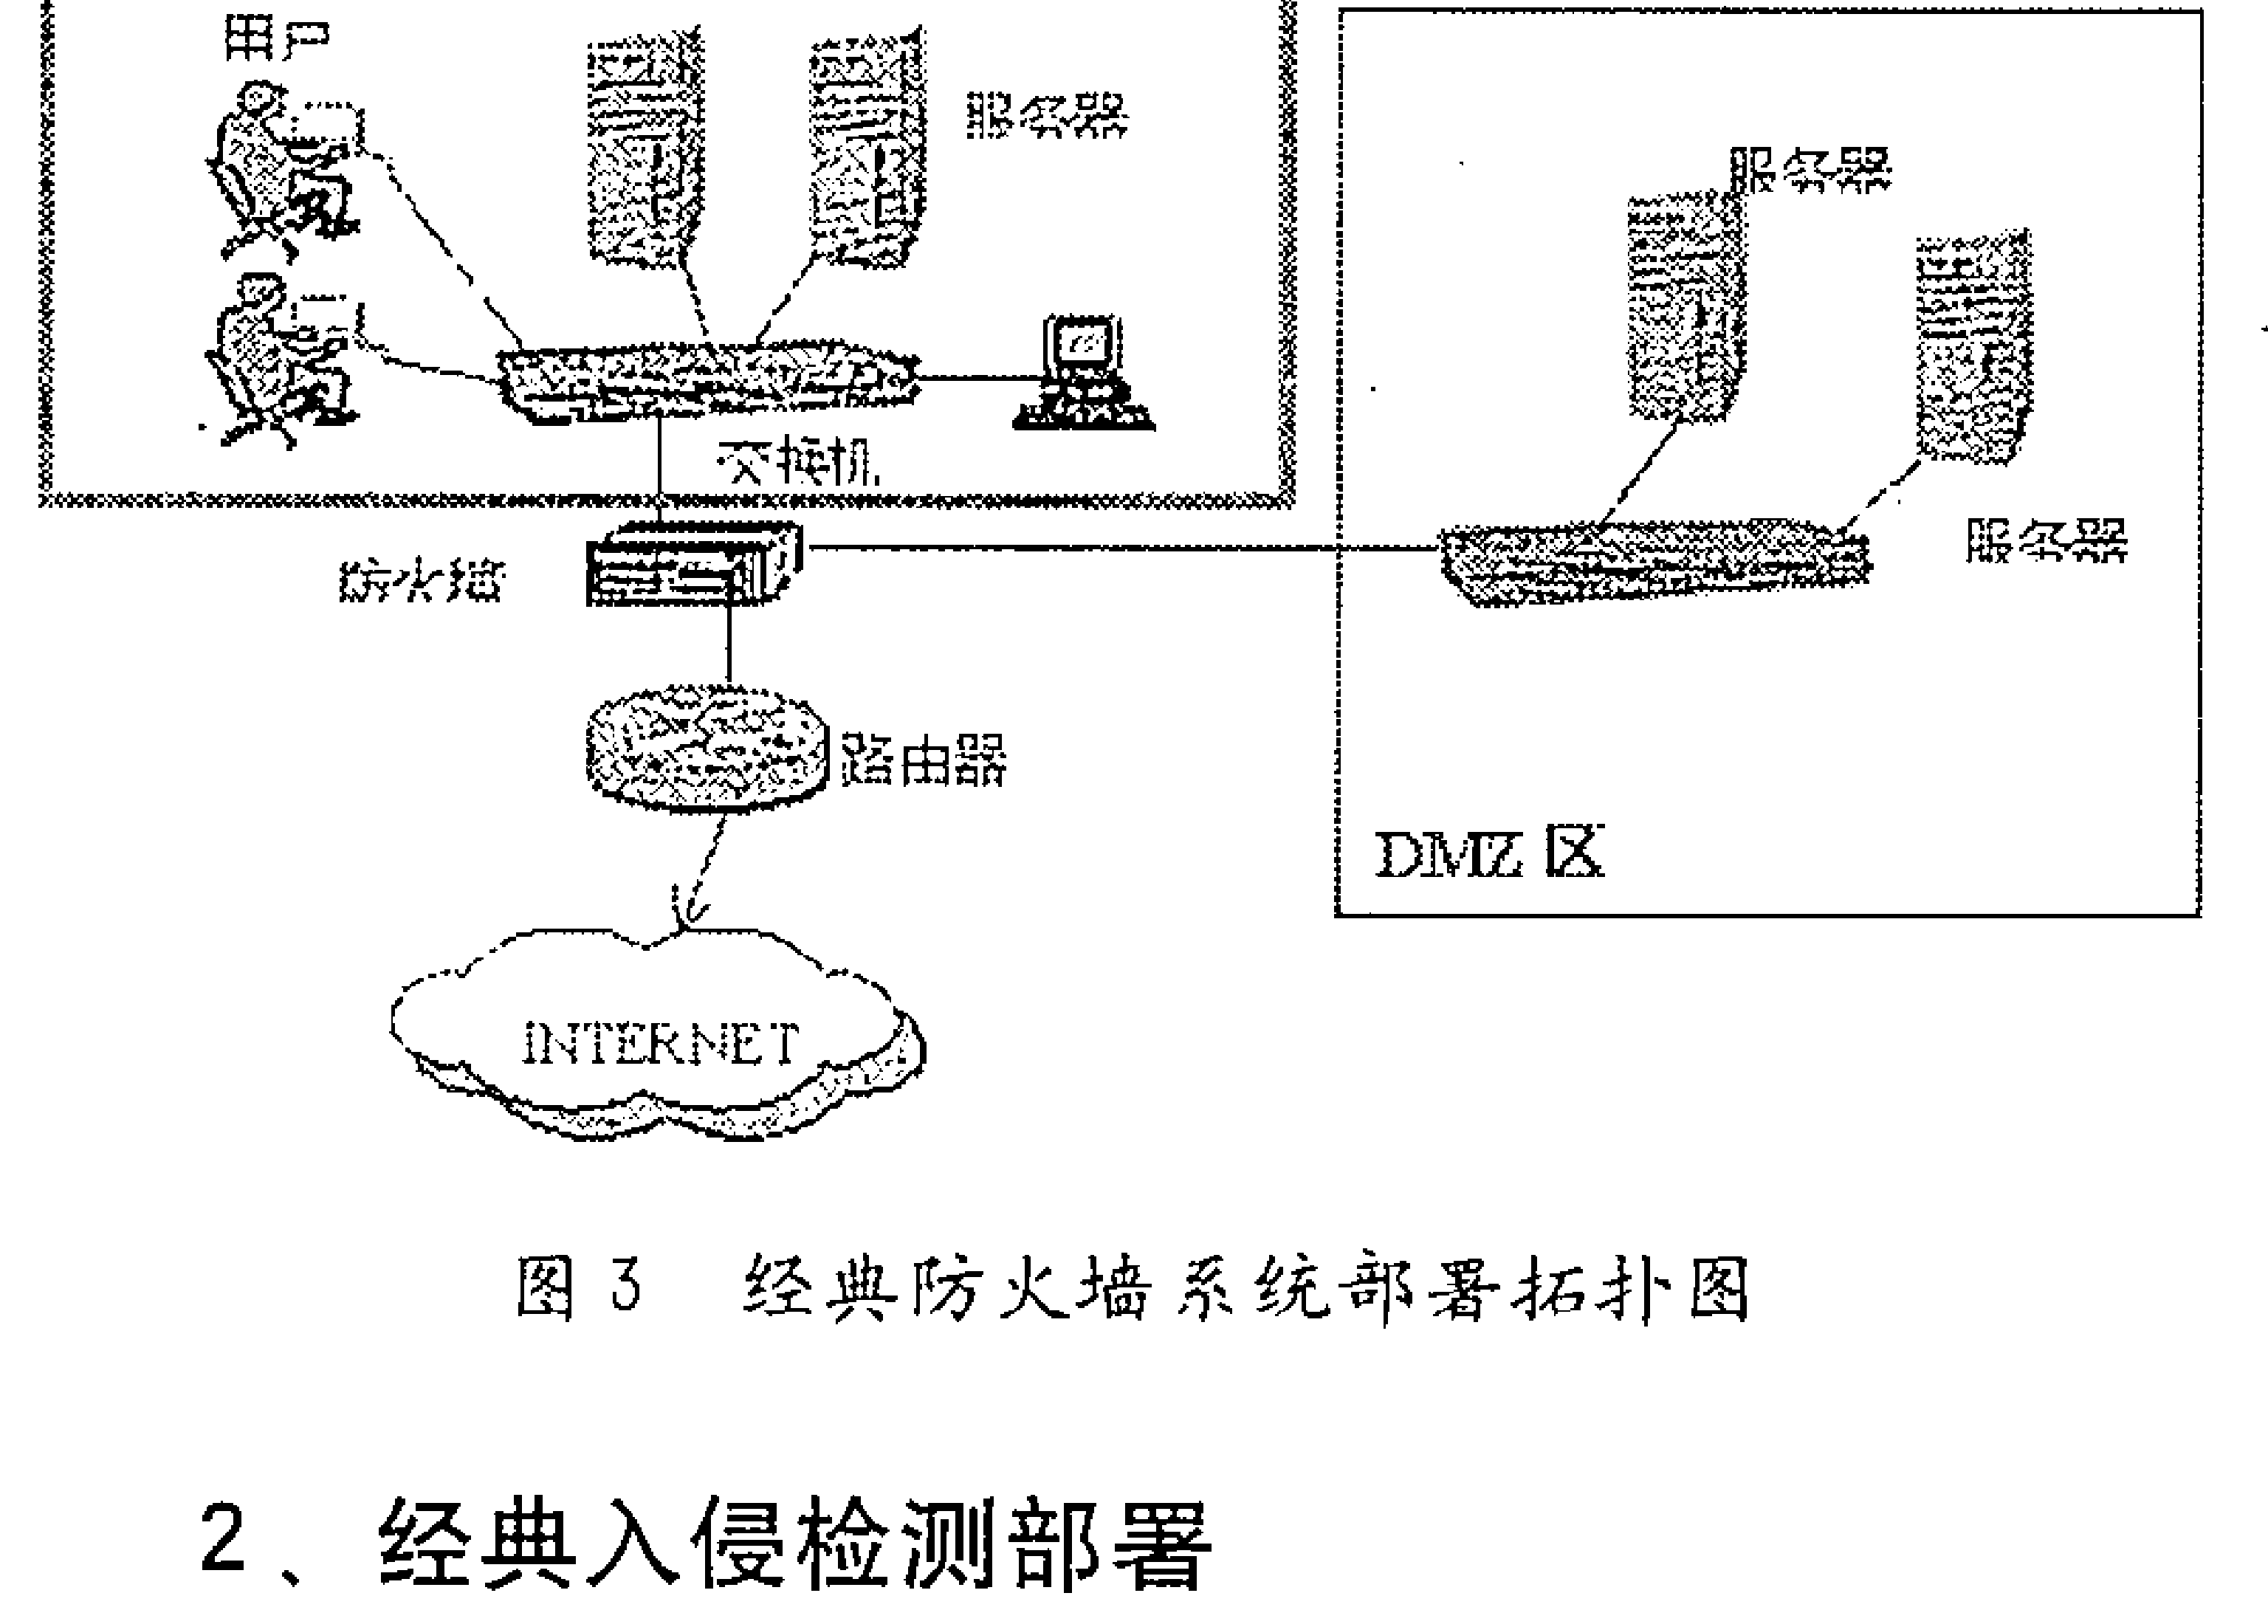 用户
服务器
服务器
交换机
服务器
防火墙
路由器
DMZ 区
INTERNET
图 3 经典防火墙系统部署拓扑图
2、经典入侵检测部署